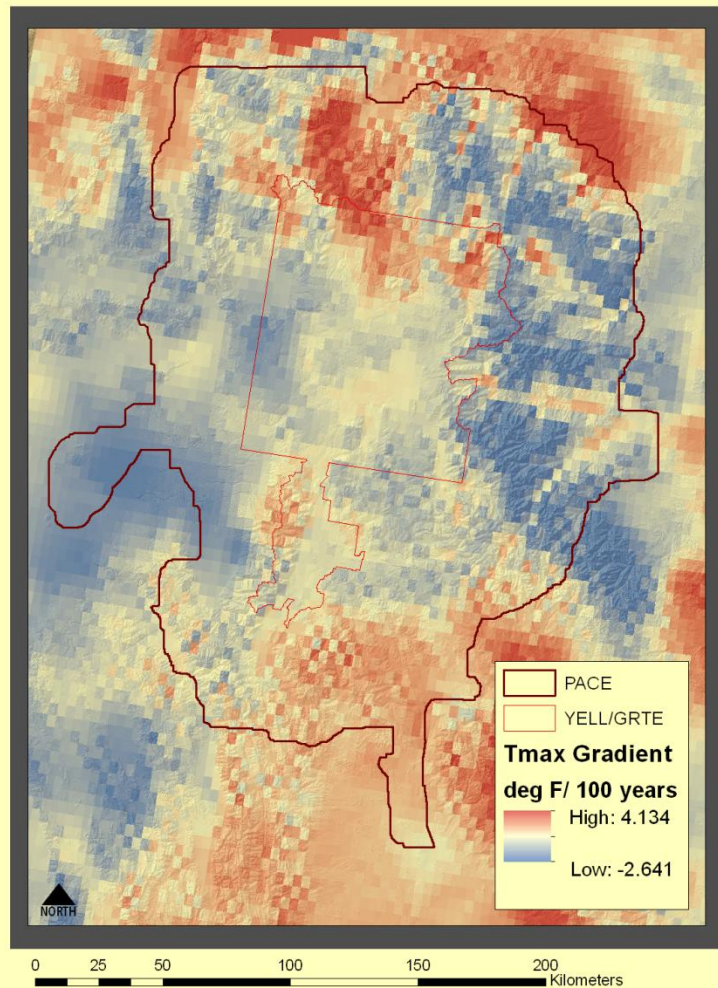 PACE
YELL/GRTE
Tmax Gradient
deg F/ 100 years
High: 4.134
Low: -2.641
NORTH
0 25 50 100 150 200
Kilometers